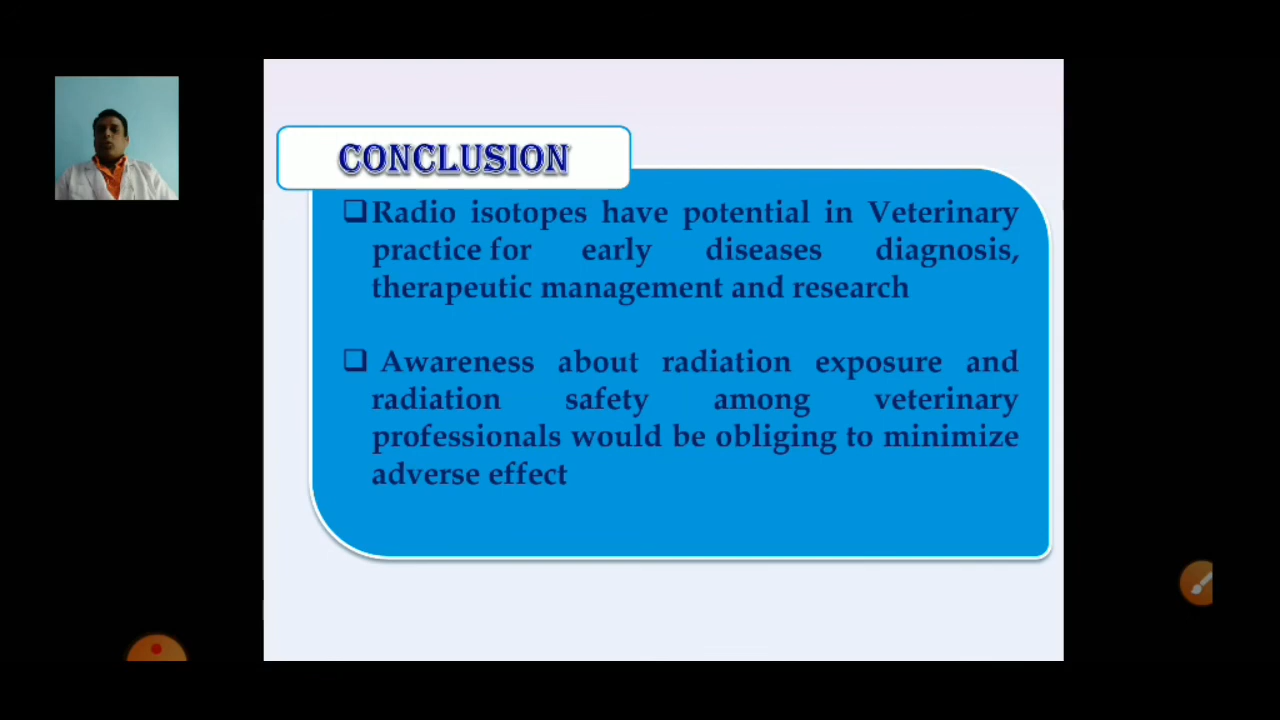 CONCLUSION
❑Radio isotopes have potential in Veterinary
practice for early diseases diagnosis,
therapeutic management and research
❑ Awareness about radiation exposure and
radiation safety among veterinary
professionals would be obliging to minimize
adverse effect